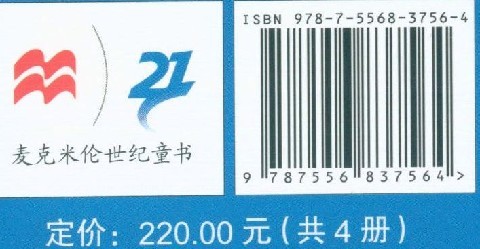 ISBN 978-7-5568-3756-4
21
麦克米伦世纪童书
9 787556 837564 >
定价：220.00 元（共 4 册）